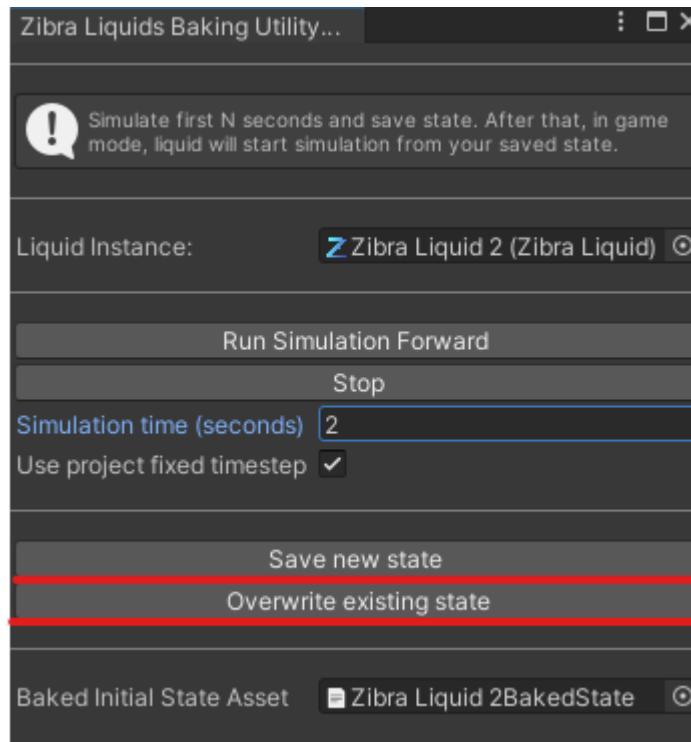 Zibra Liquids Baking Utility...
Simulate first N seconds and save state. After that, in game
mode, liquid will start simulation from your saved state.
Liquid Instance: Zibra Liquid 2 (Zibra Liquid)
Run Simulation Forward
Stop
Simulation time (seconds) 2
Use project fixed timestep
Save new state
Overwrite existing state
Baked Initial State Asset Zibra Liquid 2BakedState